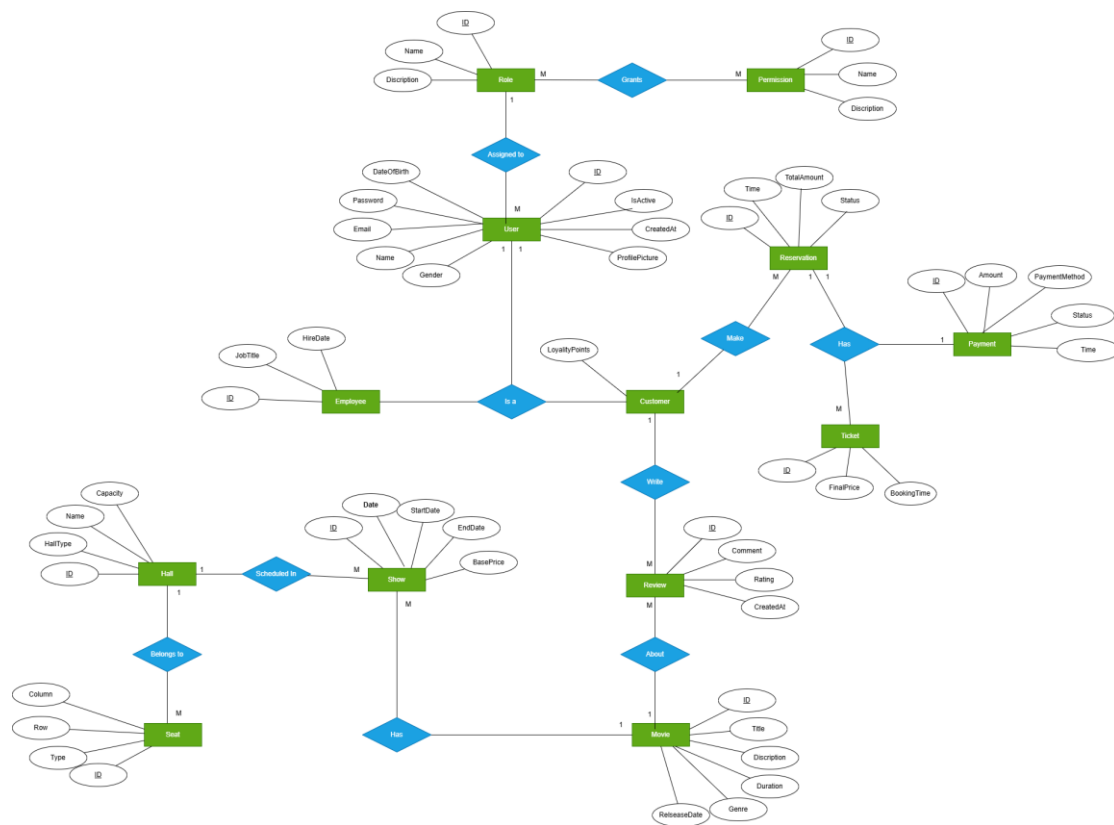 ID
Name
Discription
Role
M
Grants
M
Permission
ID
Name
Discription
1
Assigned to
M
DateOfBirth
Password
Email
Name
Gender
User
ID
IsActive
CreatedAt
ProfilePicture
1
1
Time
TotalAmount
Status
ID
Reservation
M
1
1
ID
Amount
PaymentMethod
Status
Time
Payment
1
Has
Make
M
Ticket
ID
FinalPrice
BookingTime
HireDate
JobTitle
ID
Employee
Is a
LoyalityPoints
1
Customer
1
Write
M
ID
Comment
Rating
CreatedAt
Review
M
About
1
Capacity
Name
HallType
ID
Hall
1
Scheduled In
M
Date
StartDate
ID
EndDate
BasePrice
Show
M
1
Belongs to
M
Column
Row
Type
ID
Seat
Has
1
Movie
ID
Title
Discription
Duration
Genre
RelseaseDate